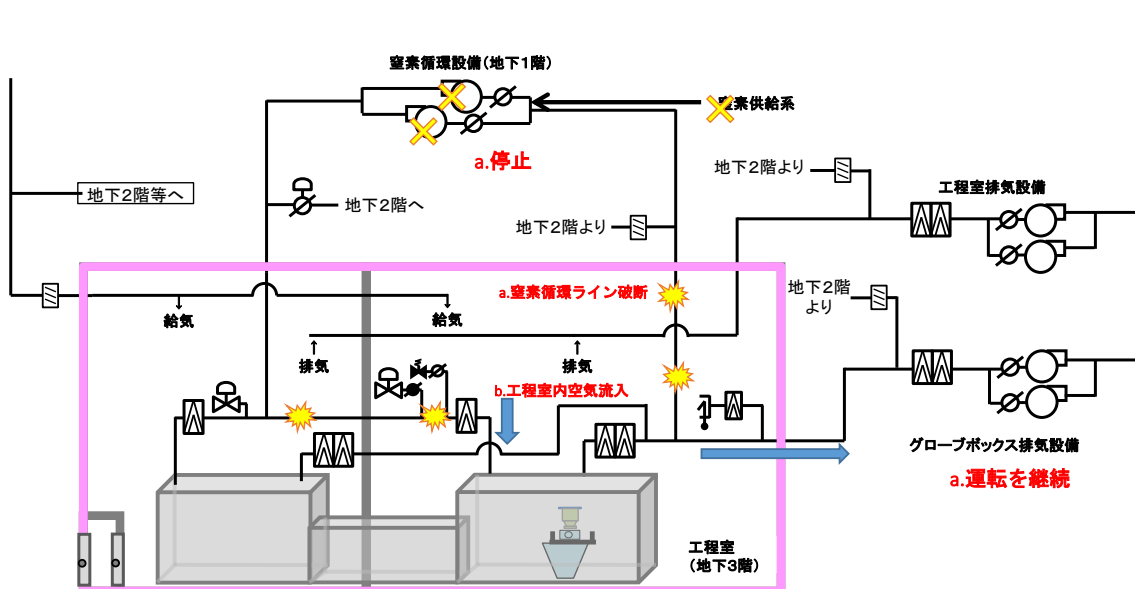 窒素循環設備（地下１階）
窒素供給系
a.停止
地下２階より
工程室排気設備
地下２階等へ
地下２階へ
地下２階より
a.窒素循環ライン破断
地下２階
より
給気
給気
排気
排気
b.工程室内空気流入
グローブボックス排気設備
a.運転を継続
工程室
（地下３階）